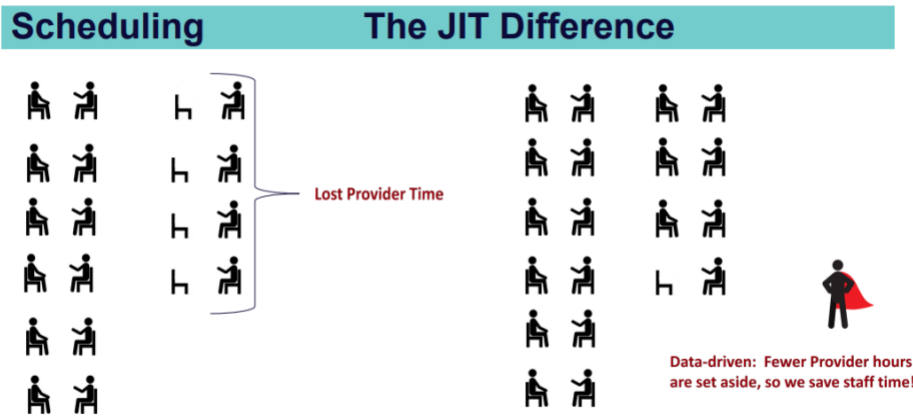 Scheduling The JIT Difference
Lost Provider Time
Data-driven: Fewer Provider hours
are set aside, so we save staff time!